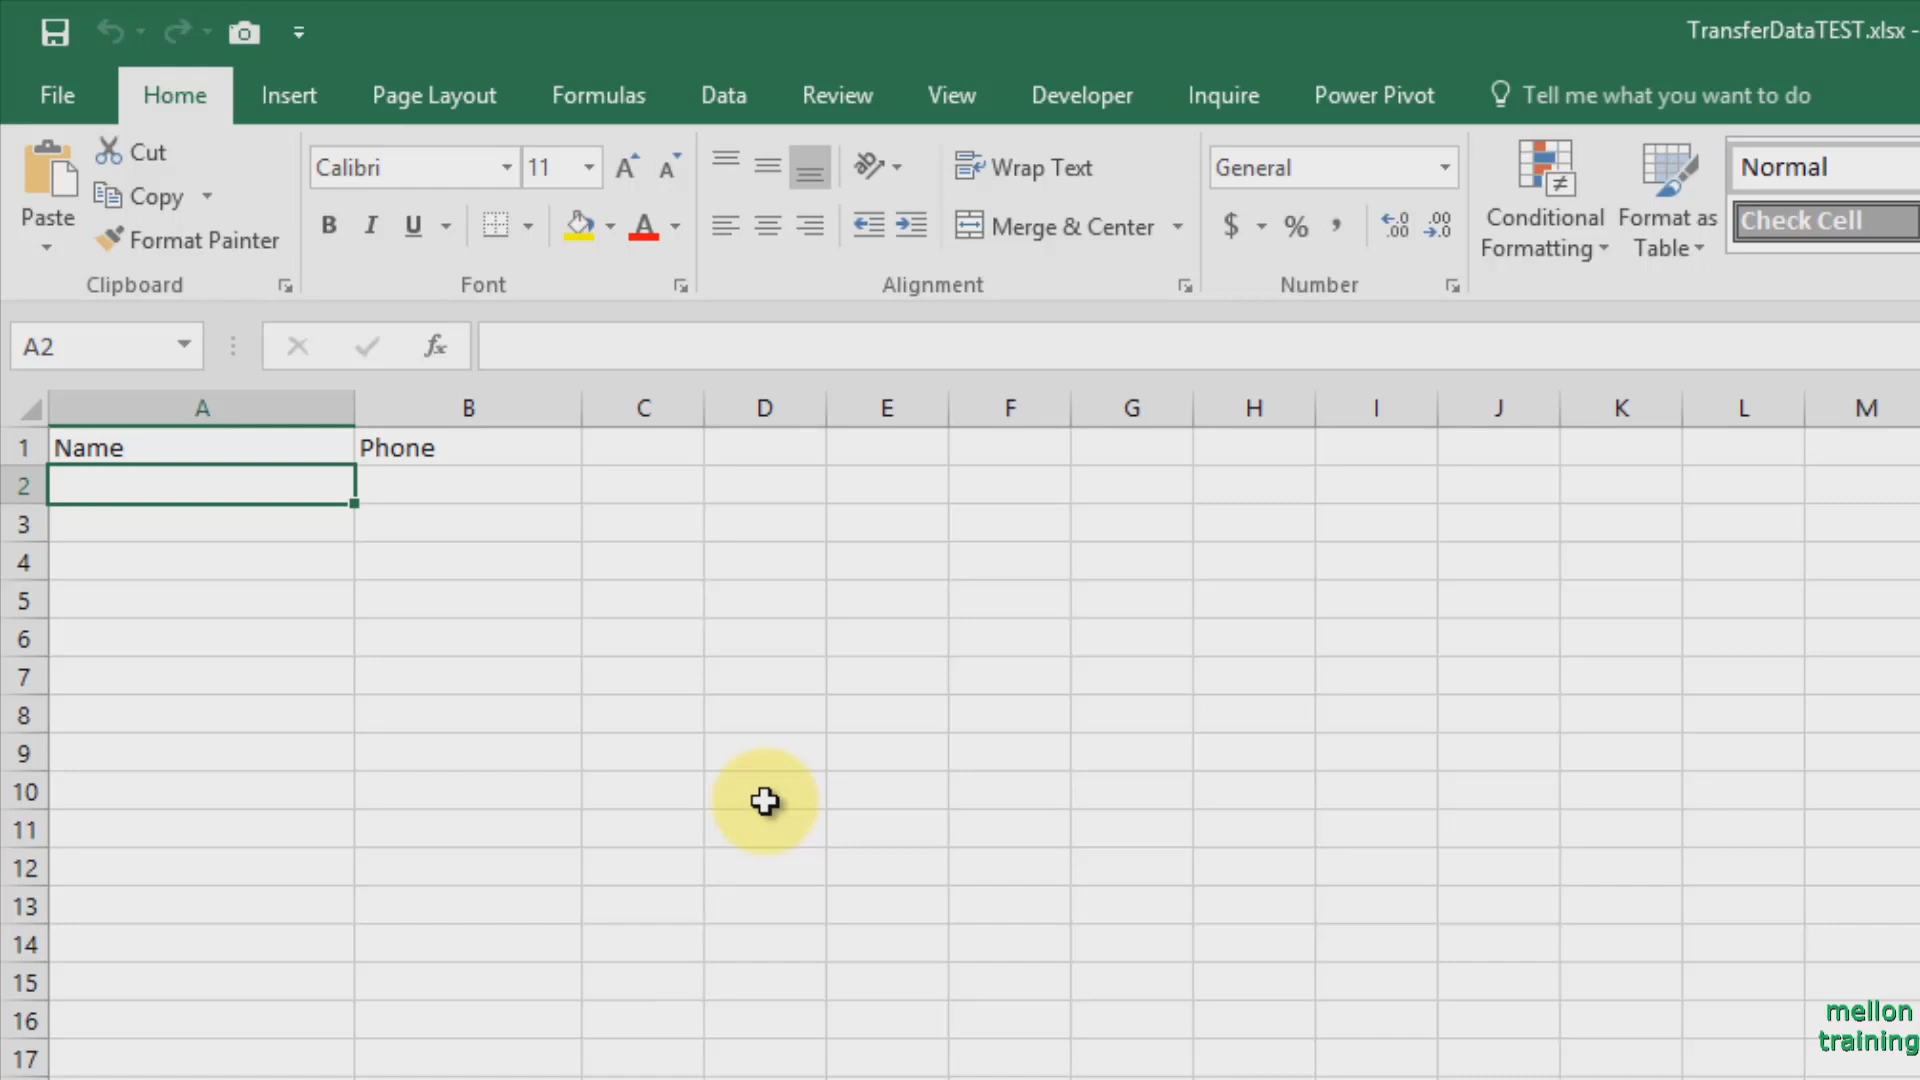 TransferDataTEST.xlsx -
File Home Insert Page Layout Formulas Data Review View Developer Inquire Power Pivot Tell me what you want to do
Paste
Cut
Copy
Format Painter
Clipboard
Calibri 11
B I U A
Font
Wrap Text
Merge & Center
Alignment
General
$ % ,
Number
Conditional Formatting
Format as Table
Normal
Check Cell
A2 fx
A B C D E F G H I J K L M
1 Name Phone
2
3
4
5
6
7
8
9
10
11
12
13
14
15
16
17
mellon
training